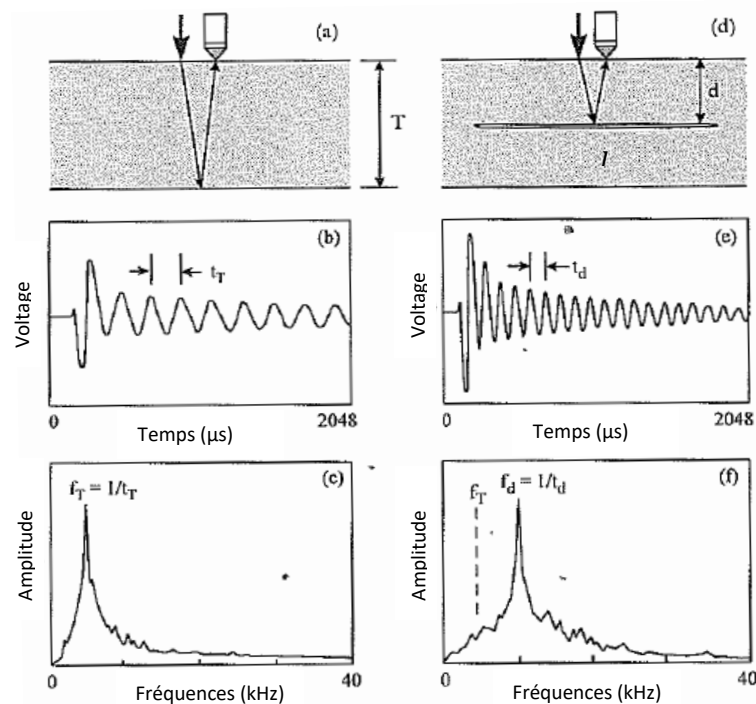 (a)
T
Voltage
(b)
t_T
0
2048
Temps (µs)
Amplitude
f_T = 1/t_T
(c)
0
40
Fréquences (kHz)
(d)
d
I
Voltage
(e)
t_d
0
2048
Temps (µs)
Amplitude
f_T
f_d = 1/t_d
(f)
0
40
Fréquences (kHz)